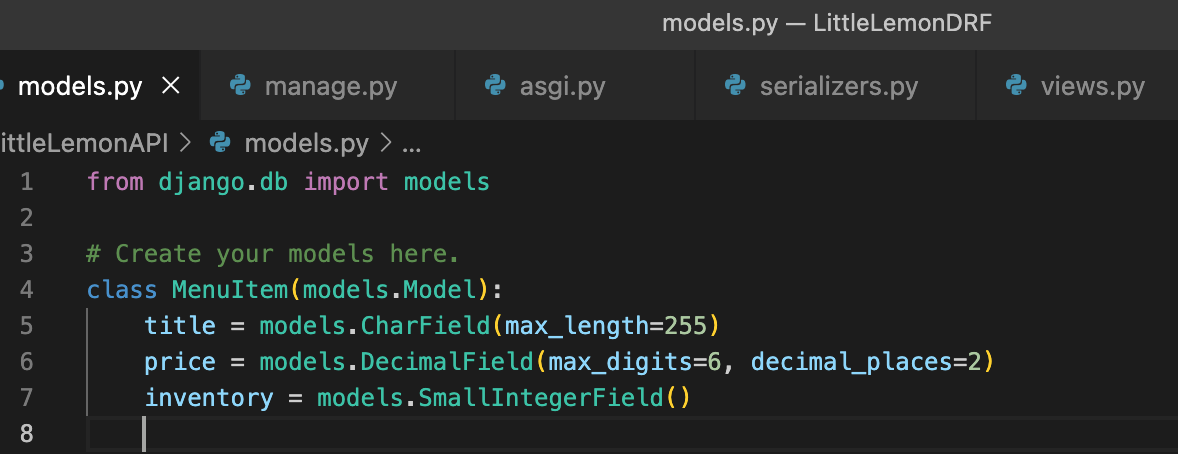 models.py — LittleLemonDRF
models.py manage.py asgi.py serializers.py views.py
ittleLemonAPI > models.py > ...
1 from django.db import models
2
3 # Create your models here.
4 class MenuItem(models.Model):
5     title = models.CharField(max_length=255)
6     price = models.DecimalField(max_digits=6, decimal_places=2)
7     inventory = models.SmallIntegerField()
8